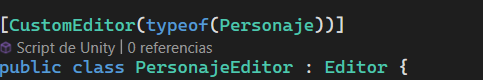 [CustomEditor(typeof(Personaje))]
Script de Unity | 0 referencias
public class PersonajeEditor : Editor {